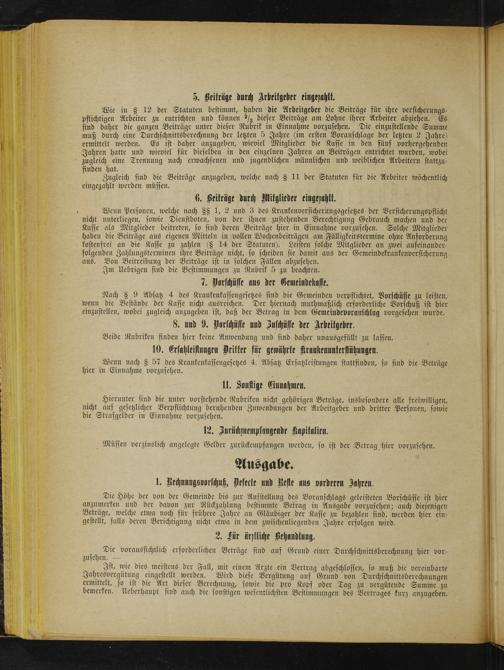 5. Beiträge durch Arbeitgeber eingezahlt.
Wie in § 12 der Statuten bestimmt, haben die Arbeitgeber die Beiträge für ihre versicherungs-
pflichtigen Arbeiter zu entrichten und können ²/₃ dieser Beiträge am Lohne ihrer Arbeiter abziehen. Es
sind daher die ganzen Beiträge unter dieser Rubrik in Einnahme vorzusehen. Die einzustellende Summe
muß durch eine Durchschnittsberechnung der letzten 5 Jahre (im ersten Voranschlage der letzten 2 Jahre)
ermittelt werden. Es ist daher anzugeben, wieviel Mitglieder die Kasse in den fünf vorhergehenden
Jahren hatte und wieviel für dieselben in den einzelnen Jahren an Beiträgen entrichtet wurden, wobei
zugleich eine Trennung nach erwachsenen und jugendlichen männlichen und weiblichen Arbeitern stattzu-
finden hat.
Zugleich sind die Beiträge anzugeben, welche nach § 11 der Statuten für die Arbeiter wöchentlich
eingezahlt werden müssen.
6. Beiträge durch Mitglieder eingezahlt.
Wenn Personen, welche nach §§ 1, 2 und 3 des Krankenversicherungsgesetzes der Versicherungspflicht
nicht unterliegen, sowie Dienstboten, von der ihnen zustehenden Berechtigung Gebrauch machen und der
Kasse als Mitglieder beitreten, so sind deren Beiträge hier in Einnahme vorzusehen. Solche Mitglieder
haben die Beiträge aus eigenen Mitteln in vollen Wochenbeiträgen am Fälligkeitstermine ohne Anforderung
kostenfrei an die Kasse zu zahlen (§ 14 der Statuten). Leisten solche Mitglieder an zwei aufeinander-
folgenden Zahlungsterminen ihre Beiträge nicht, so scheiden sie damit aus der Gemeindekrankenversicherung
aus. Von Beitreibung der Beiträge ist in solchen Fällen abzusehen.
Im Uebrigen sind die Bestimmungen zu Rubrik 5 zu beachten.
7. Vorschüsse aus der Gemeindekasse.
Nach § 9 Absatz 4 des Krankenkassengesetzes sind die Gemeinden verpflichtet, Vorschüsse zu leisten,
wenn die Bestände der Kasse nicht ausreichen. Der hiernach muthmaßlich erforderliche Vorschuß ist hier
einzustellen, wobei zugleich anzugeben ist, daß der Betrag in dem Gemeindevoranschlag vorgesehen wurde.
8. und 9. Vorschüsse und Zuschüsse der Arbeitgeber.
Beide Rubriken finden hier keine Anwendung und sind daher unausgefüllt zu lassen.
10. Ersatzleistungen Dritter für gewährte Krankenunterstützungen.
Wenn nach § 57 des Krankenkassengesetzes 4. Absatz Ersatzleistungen stattfinden, so sind die Beträge
hier in Einnahme vorzusehen.
11. Sonstige Einnahmen.
Hierunter sind die unter vorstehende Rubriken nicht gehörigen Beträge, insbesondere alle freiwilligen,
nicht auf gesetzlicher Verpflichtung beruhenden Zuwendungen der Arbeitgeber und dritter Personen, sowie
die Strafgelder in Einnahme vorzusehen.
12. Zurückzuempfangende Kapitalien.
Müssen verzinslich angelegte Gelder zurückempfangen werden, so ist der Betrag hier vorzusehen.
Ausgabe.
1. Rechnungsvorschuß, Defecte und Reste aus vorderen Jahren.
Die Höhe der von der Gemeinde bis zur Aufstellung des Voranschlags geleisteten Vorschüsse ist hier
anzumerken und der davon zur Rückzahlung bestimmte Betrag in Ausgabe vorzusehen; auch diejenigen
Beträge, welche etwa noch für frühere Jahre an Gläubiger der Kasse zu bezahlen sind, werden hier ein-
gestellt, falls deren Berichtigung nicht etwa in dem zwischenliegenden Jahre erfolgen wird.
2. Für ärztliche Behandlung.
Die voraussichtlich erforderlichen Beträge sind auf Grund einer Durchschnittsberechnung hier vor-
zusehen. —
Ist, wie dies meistens der Fall, mit einem Arzte ein Vertrag abgeschlossen, so muß die vereinbarte
Jahresvergütung eingestellt werden. Wird diese Vergütung auf Grund von Durchschnittsberechnungen
ermittelt, so ist die Art dieser Berechnung, sowie die pro Kopf oder Tag zu vergütende Summe zu
bemerken. Ueberhaupt sind auch die sonstigen wesentlichsten Bestimmungen des Vertrages kurz anzugeben.